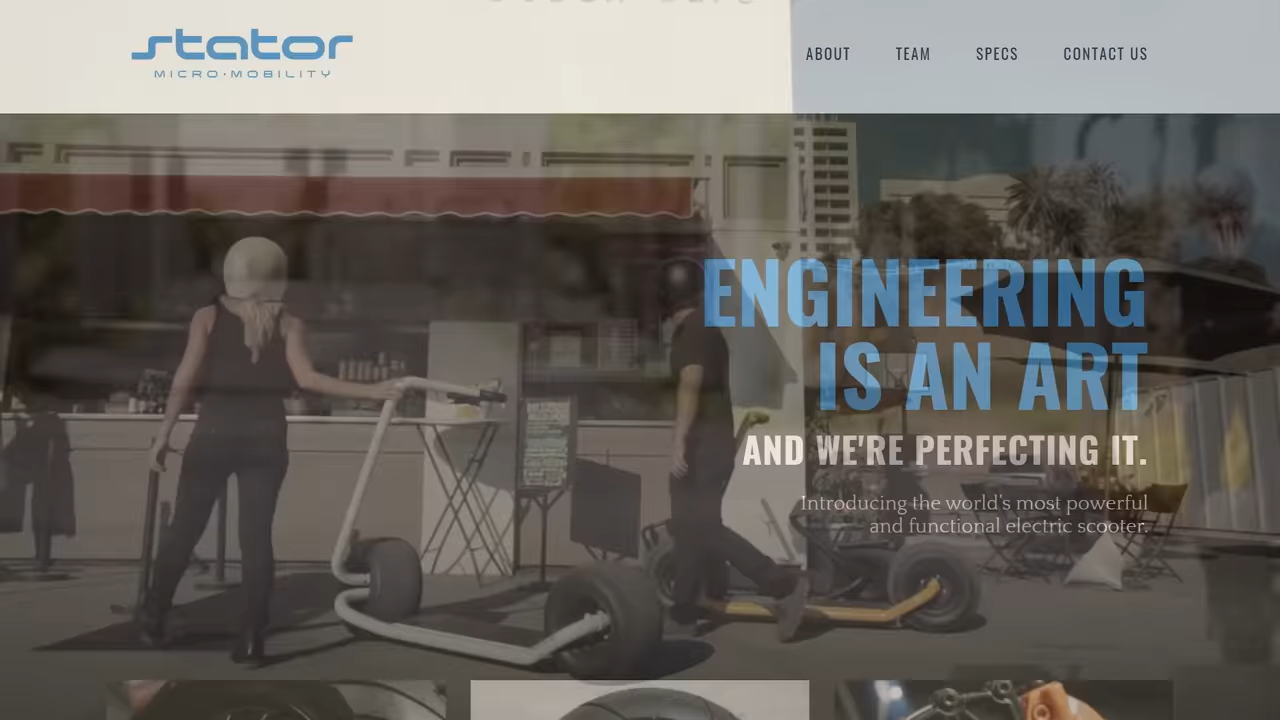 stator
MICRO·MOBILITY
ABOUT
TEAM
SPECS
CONTACT US
ENGINEERING
IS AN ART
AND WE'RE PERFECTING IT.
Introducing the world's most powerful
and functional electric scooter.